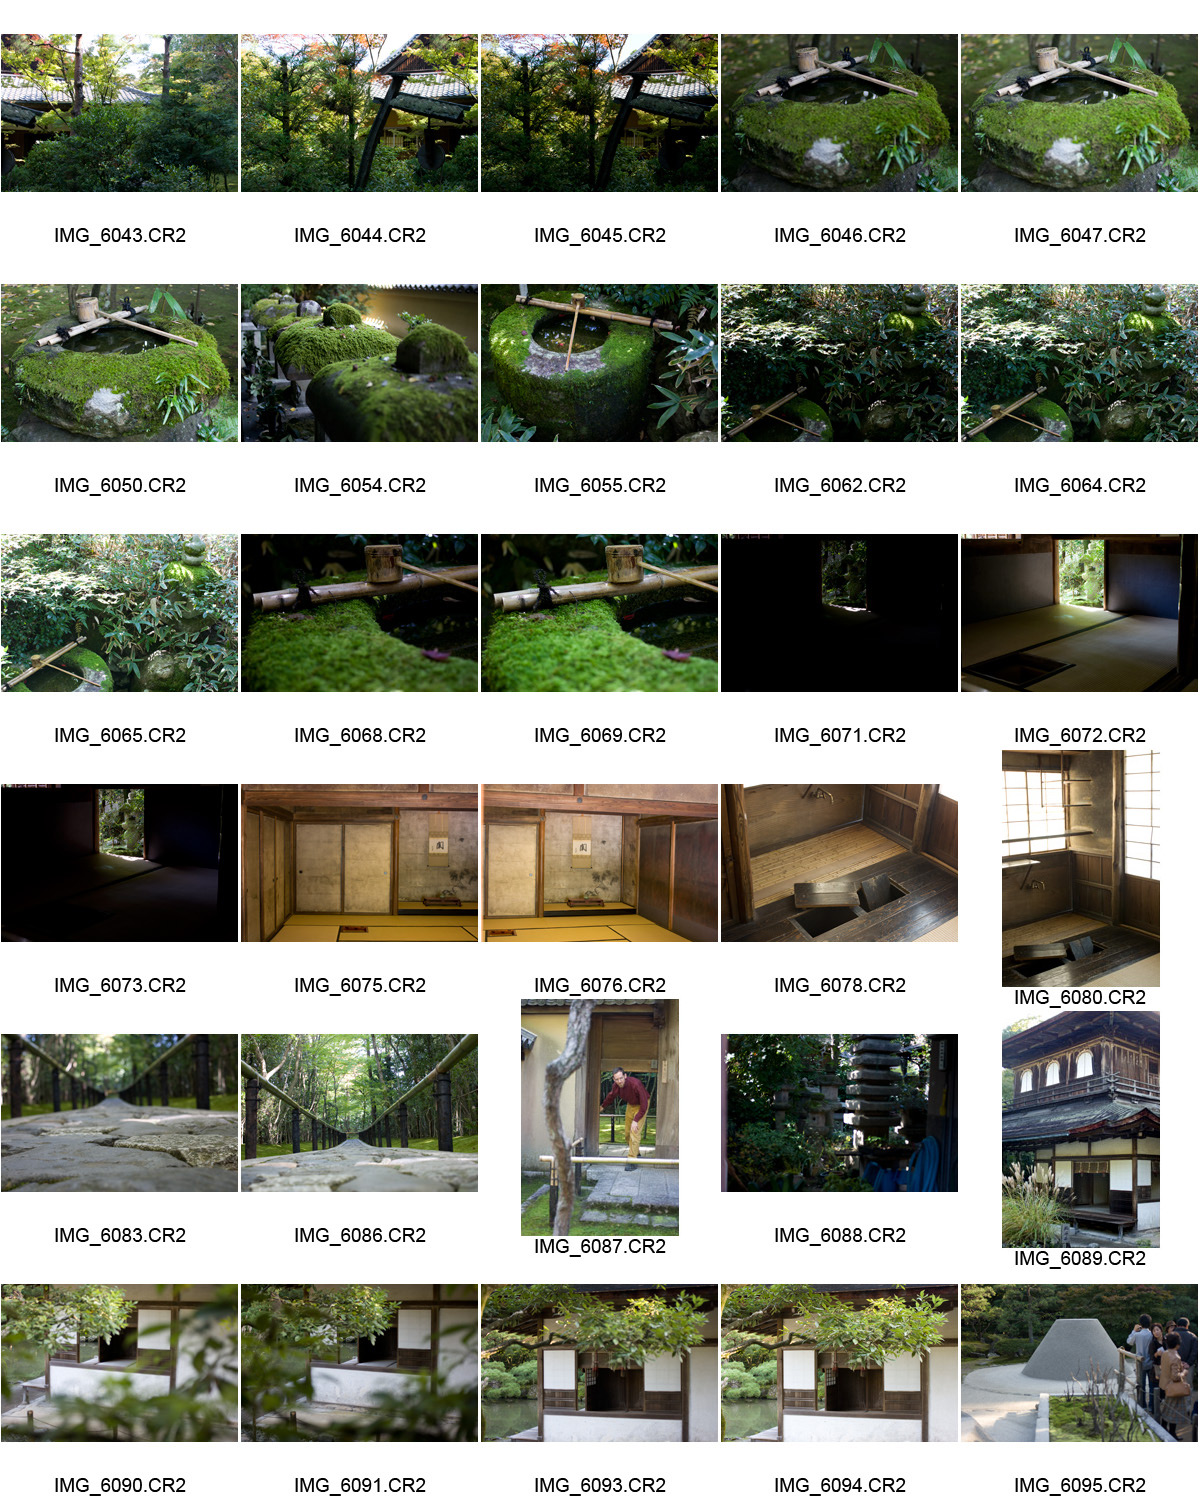 IMG_6043.CR2 IMG_6044.CR2 IMG_6045.CR2 IMG_6046.CR2 IMG_6047.CR2
IMG_6050.CR2 IMG_6054.CR2 IMG_6055.CR2 IMG_6062.CR2 IMG_6064.CR2
IMG_6065.CR2 IMG_6068.CR2 IMG_6069.CR2 IMG_6071.CR2 IMG_6072.CR2
IMG_6073.CR2 IMG_6075.CR2 IMG_6076.CR2 IMG_6078.CR2 IMG_6080.CR2
IMG_6083.CR2 IMG_6086.CR2 IMG_6087.CR2 IMG_6088.CR2 IMG_6089.CR2
IMG_6090.CR2 IMG_6091.CR2 IMG_6093.CR2 IMG_6094.CR2 IMG_6095.CR2